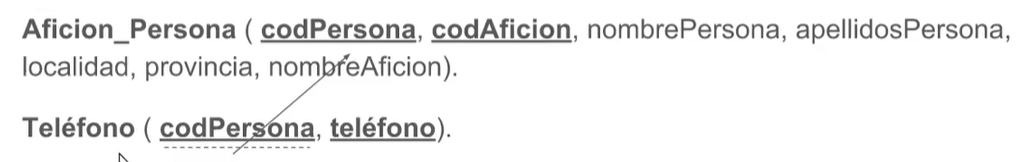 Aficion_Persona ( codPersona, codAficion, nombrePersona, apellidosPersona,
localidad, provincia, nombreAficion).
Teléfono ( codPersona, teléfono).